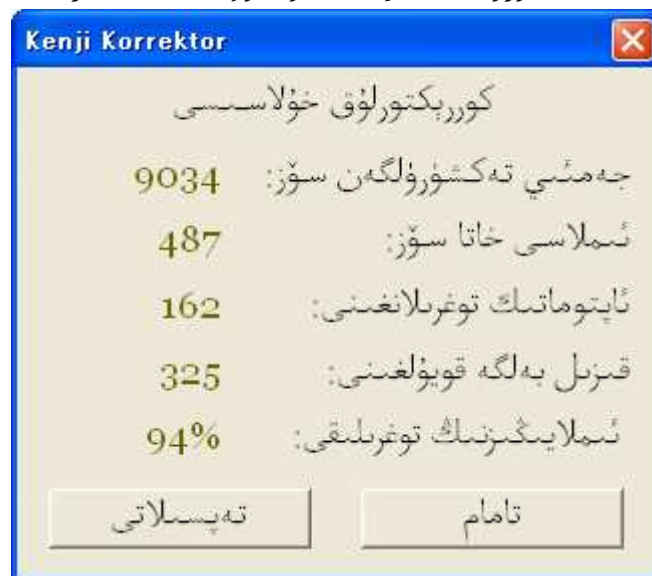 Kenji Korrektor
كوررېكتورلۇق خۇلاسىسى
جەمئىي تەكشۈرۈلگەن سۆز: 9034
ئىملاسى خاتا سۆز: 487
ئاپتوماتىك توغرىلانغىنى: 162
قىزىل بەلگە قويۇلغىنى: 325
ئىملايىڭىزنىڭ توغرىلىقى: 94%
تامام تەپسىلاتى